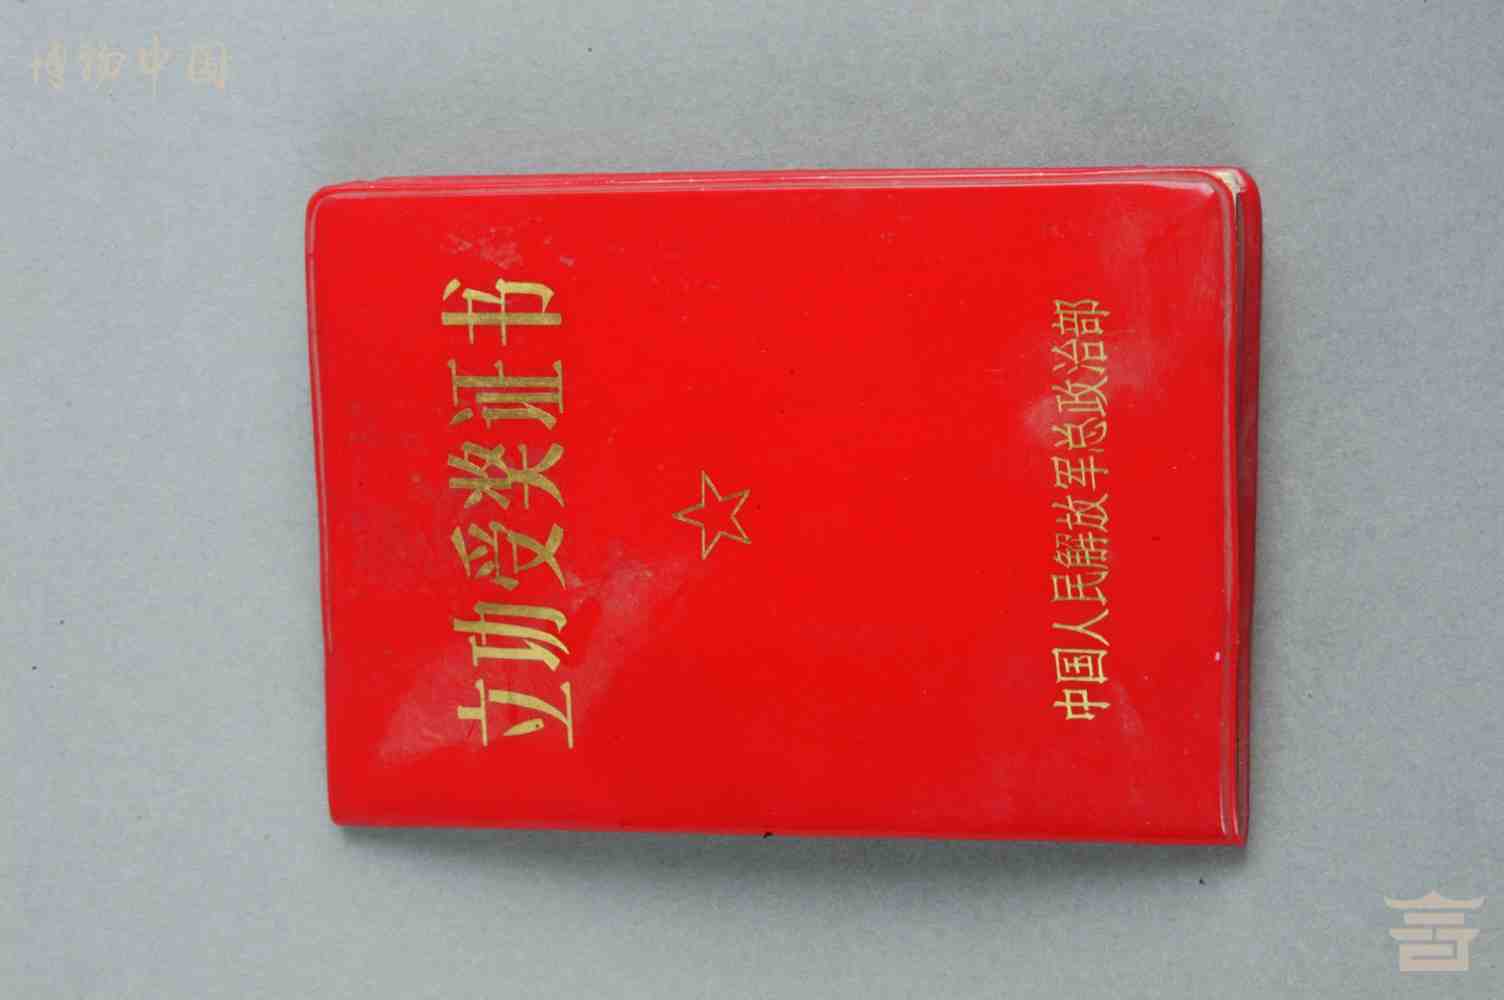 博物中国
立功受奖证书
中国人民解放军总政治部